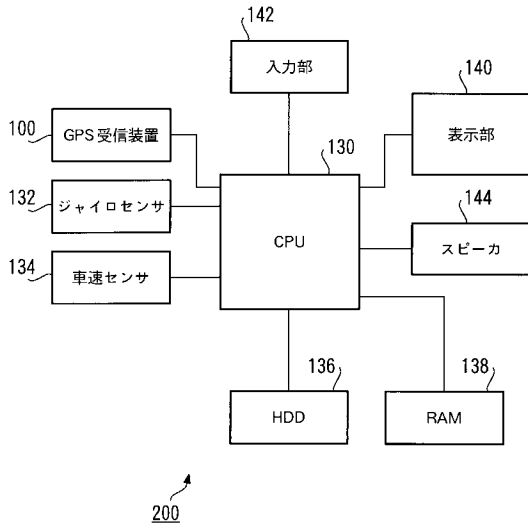 142
入力部
140
表示部
100
GPS受信装置
130
CPU
132
ジャイロセンサ
144
スピーカ
134
車速センサ
136
HDD
138
RAM
200